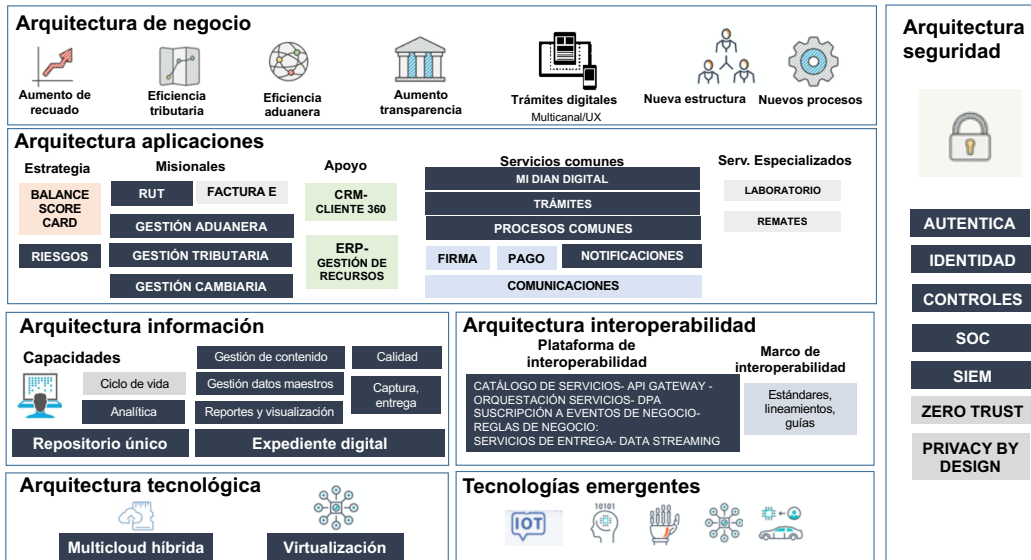 Arquitectura de negocio
Aumento de
recuado
Eficiencia
tributaria
Eficiencia
aduanera
Aumento
transparencia
Trámites digitales
Multicanal/UX
Nueva estructura
Nuevos procesos
Arquitectura aplicaciones
Estrategia
BALANCE
SCORE
CARD
RIESGOS
Misionales
RUT
FACTURA E
GESTIÓN ADUANERA
GESTIÓN TRIBUTARIA
GESTIÓN CAMBIARIA
Apoyo
CRM-
CLIENTE 360
ERP-
GESTIÓN DE
RECURSOS
Servicios comunes
MI DIAN DIGITAL
TRÁMITES
PROCESOS COMUNES
FIRMA
PAGO
NOTIFICACIONES
COMUNICACIONES
Serv. Especializados
LABORATORIO
REMATES
Arquitectura información
Capacidades
Ciclo de vida
Analítica
Gestión de contenido
Gestión datos maestros
Reportes y visualización
Calidad
Captura,
entrega
Repositorio único
Expediente digital
Arquitectura interoperabilidad
Plataforma de
interoperabilidad
CATÁLOGO DE SERVICIOS- API GATEWAY -
ORQUESTACIÓN SERVICIOS- DPA
SUSCRIPCIÓN A EVENTOS DE NEGOCIO-
REGLAS DE NEGOCIO:
SERVICIOS DE ENTREGA- DATA STREAMING
Marco de
interoperabilidad
Estándares,
lineamientos,
guías
Arquitectura tecnológica
Multicloud híbrida
Virtualización
Tecnologías emergentes
IOT
10101
Arquitectura
seguridad
AUTENTICA
IDENTIDAD
CONTROLES
SOC
SIEM
ZERO TRUST
PRIVACY BY
DESIGN